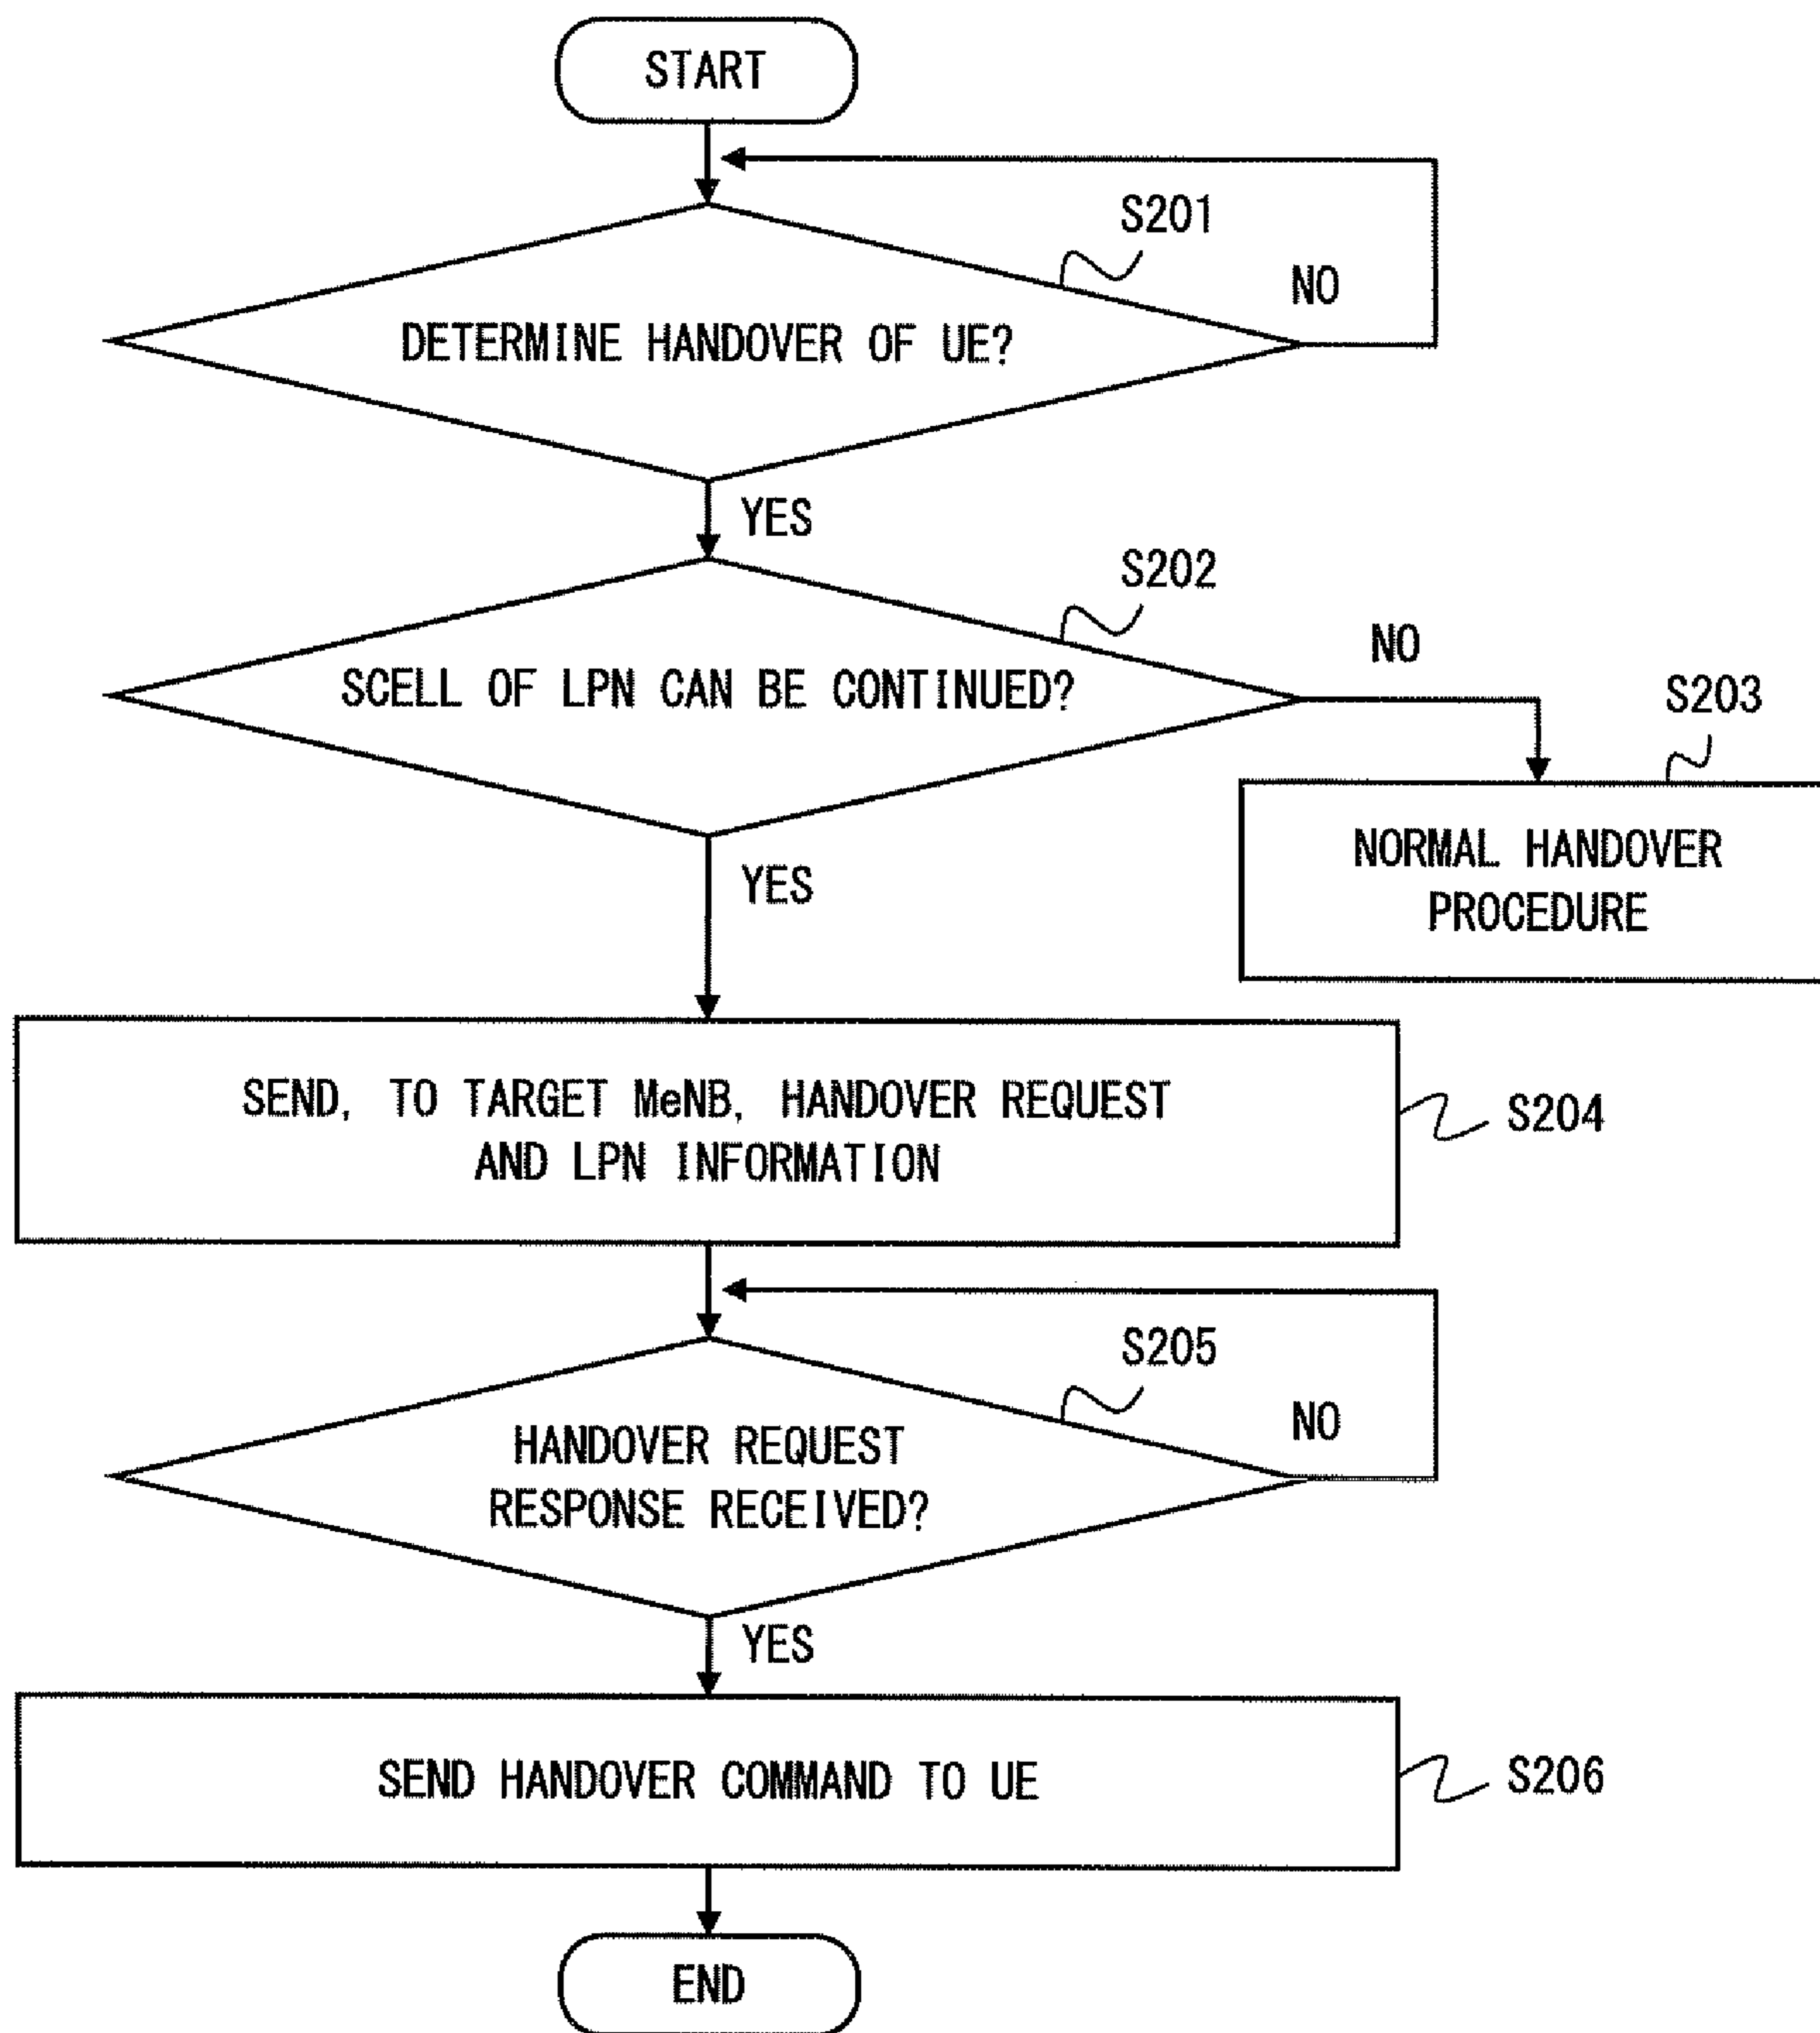 START
S201
NO
DETERMINE HANDOVER OF UE?
YES
S202
NO
SCELL OF LPN CAN BE CONTINUED?
S203
NORMAL HANDOVER
PROCEDURE
YES
SEND, TO TARGET MeNB, HANDOVER REQUEST
AND LPN INFORMATION
S204
S205
NO
HANDOVER REQUEST
RESPONSE RECEIVED?
YES
SEND HANDOVER COMMAND TO UE
S206
END